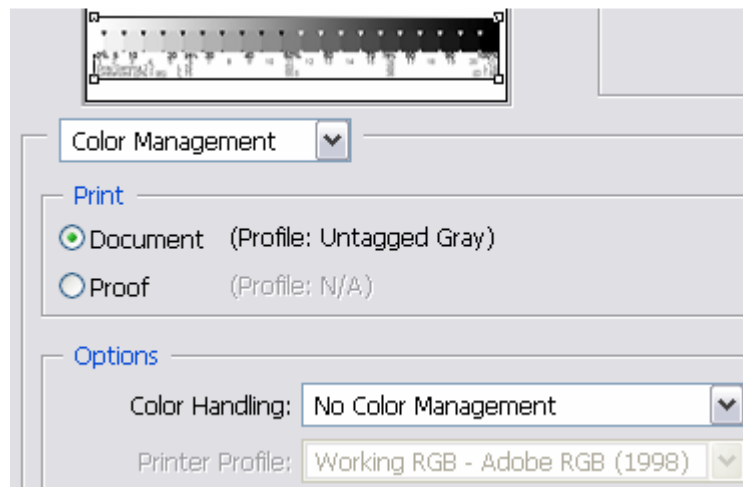 Color Management
Print
Document (Profile: Untagged Gray)
Proof (Profile: N/A)
Options
Color Handling: No Color Management
Printer Profile: Working RGB - Adobe RGB (1998)